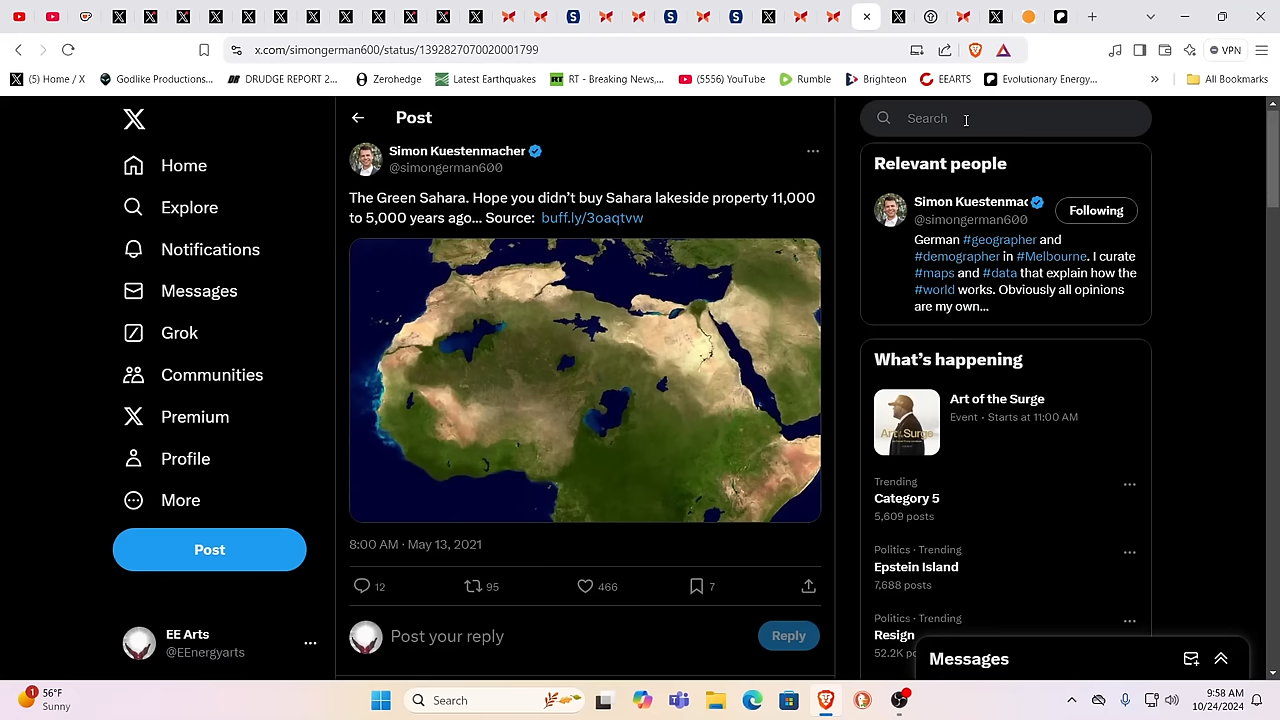 x.com/simongerman600/status/1392827070020001799
VPN
(5) Home / X
Godlike Productions...
DRUDGE REPORT 2...
Zerohedge
Latest Earthquakes
RT - Breaking News,...
(5556) YouTube
Rumble
Brighteon
EEARTS
Evolutionary Energy...
»
All Bookmarks
Home
Explore
Notifications
Messages
Grok
Communities
Premium
Profile
More
Post
EE Arts
@EEnergyarts
Post
Simon Kuestenmacher
@simongerman600
The Green Sahara. Hope you didn’t buy Sahara lakeside property 11,000
to 5,000 years ago... Source: buff.ly/3oaqtvw
8:00 AM · May 13, 2021
12
95
466
7
Post your reply
Reply
Search
Relevant people
Simon Kuestenmac
@simongerman600
Following
German #geographer and
#demographer in #Melbourne. I curate
#maps and #data that explain how the
#world works. Obviously all opinions
are my own...
What’s happening
Art of the Surge
Event · Starts at 11:00 AM
Trending
Category 5
5,609 posts
Politics · Trending
Epstein Island
7,688 posts
Politics · Trending
Resign
52.2K
Messages
1
56°F
Sunny
Search
9:58 AM
10/24/2024